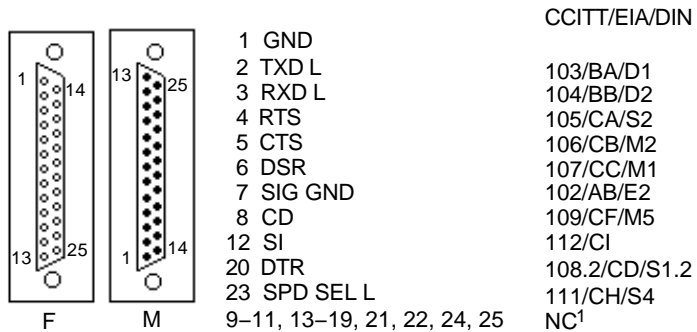 CCITT/EIA/DIN
1 GND
2 TXD L 103/BA/D1
3 RXD L 104/BB/D2
4 RTS 105/CA/S2
5 CTS 106/CB/M2
6 DSR 107/CC/M1
7 SIG GND 102/AB/E2
8 CD 109/CF/M5
12 SI 112/CI
20 DTR 108.2/CD/S1.2
23 SPD SEL L 111/CH/S4
9–11, 13–19, 21, 22, 24, 25 NC¹
1 14 13 25
13 25 1 14
F M